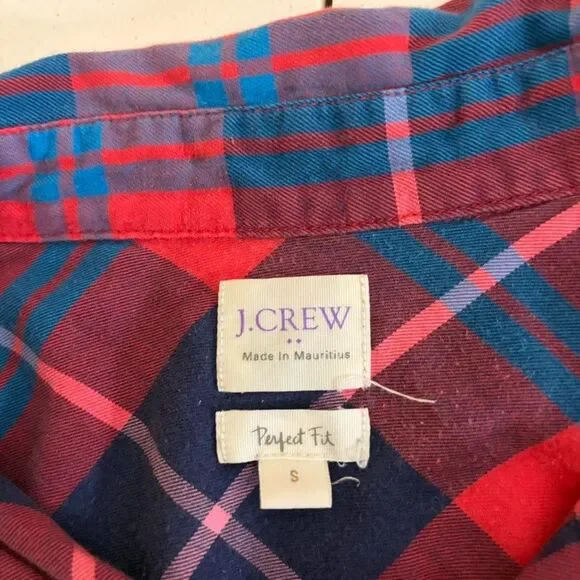 J.CREW
Made in Mauritius
Perfect Fit
S